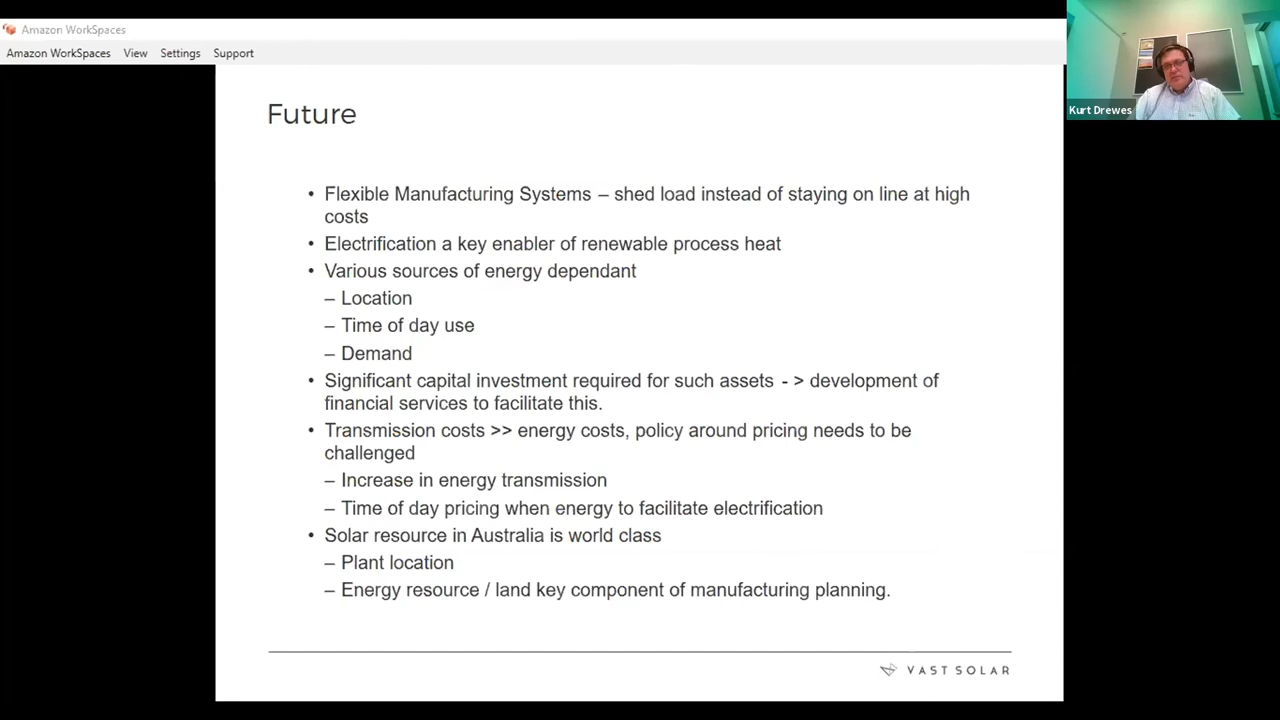 Amazon WorkSpaces
Amazon WorkSpaces View Settings Support
Kurt Drewes
Future
• Flexible Manufacturing Systems – shed load instead of staying on line at high
costs
• Electrification a key enabler of renewable process heat
• Various sources of energy dependant
– Location
– Time of day use
– Demand
• Significant capital investment required for such assets - > development of
financial services to facilitate this.
• Transmission costs >> energy costs, policy around pricing needs to be
challenged
– Increase in energy transmission
– Time of day pricing when energy to facilitate electrification
• Solar resource in Australia is world class
– Plant location
– Energy resource / land key component of manufacturing planning.
VAST SOLAR